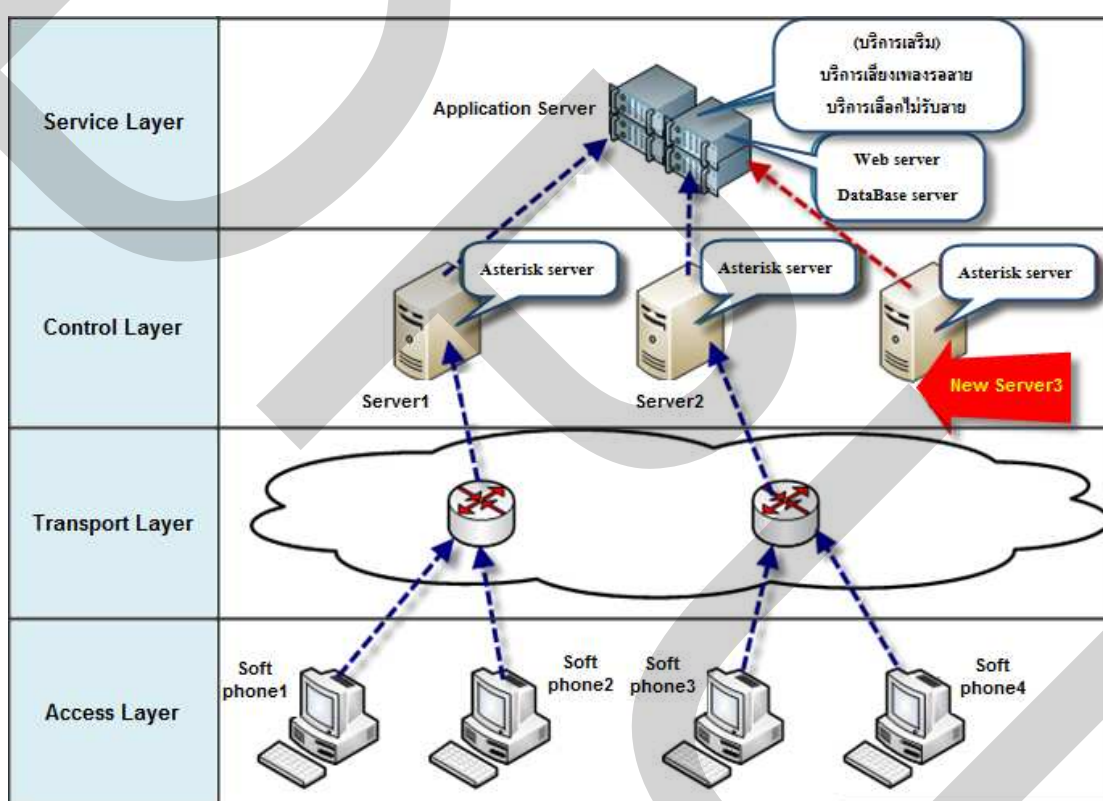 Service Layer
Application Server
(บริการเสริม)
บริการเสียงเพลงรอสาย
บริการเลือกไม่รับสาย
Web server
DataBase server
Control Layer
Asterisk server
Asterisk server
Asterisk server
Server1
Server2
New Server3
Transport Layer
Access Layer
Soft
phone1
Soft
phone2
Soft
phone3
Soft
phone4